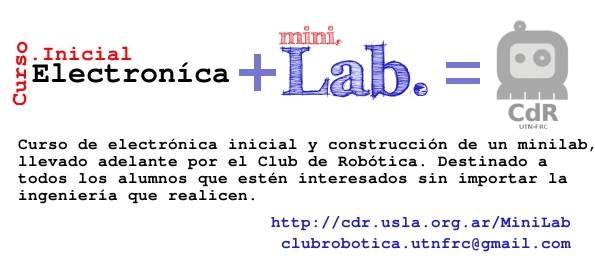 Curso
.Inicial
Electroníca
+
mini,
Lab.
=
CdR
UTN-FRC
Curso de electrónica inicial y construcción de un minilab,
llevado adelante por el Club de Robótica. Destinado a
todos los alumnos que estén interesados sin importar la
ingeniería que realicen.
http://cdr.usla.org.ar/MiniLab
clubrobotica.utnfrc@gmail.com